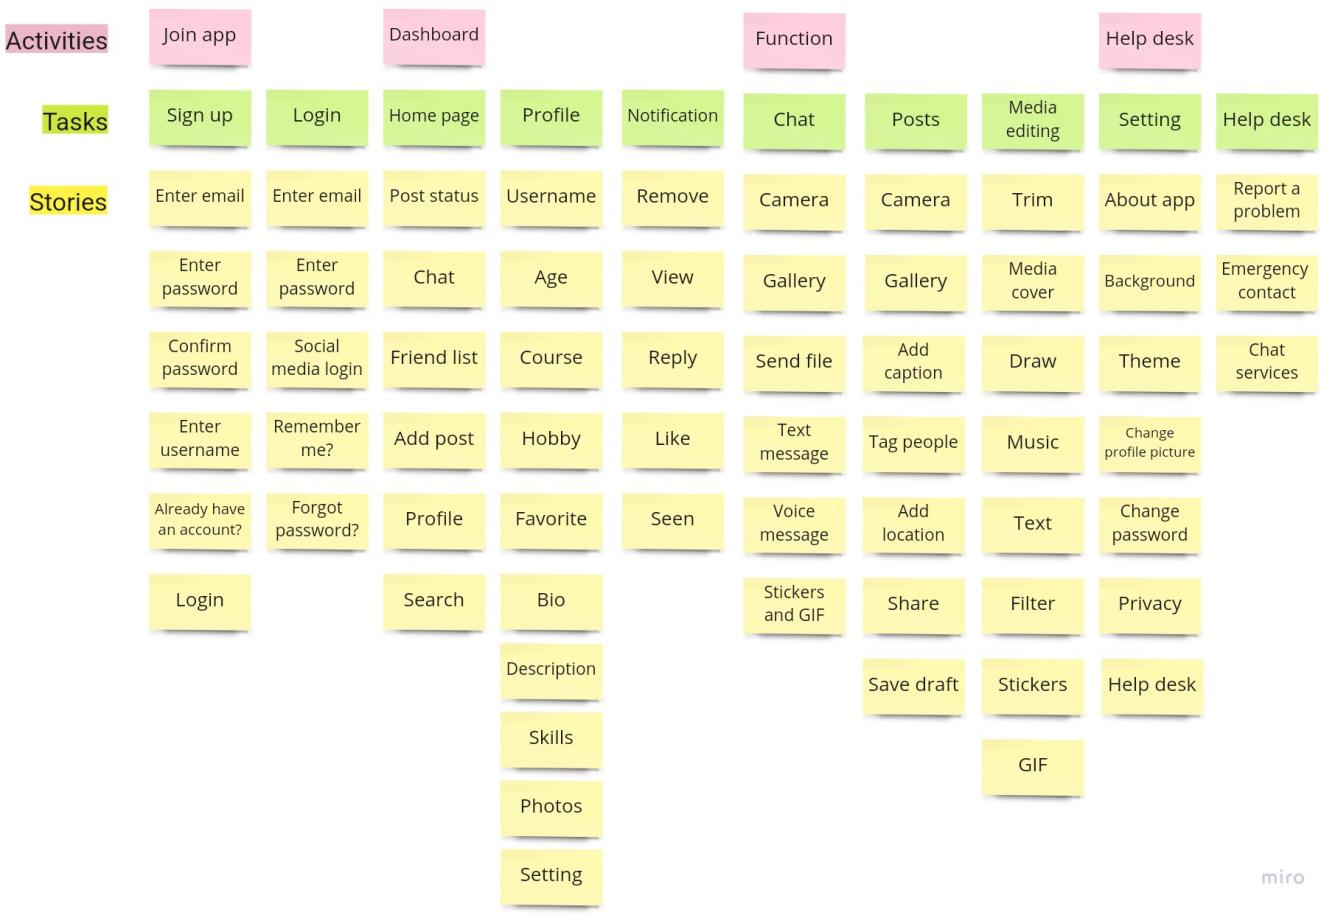 Activities
Join app
Dashboard
Function
Help desk
Tasks
Sign up
Login
Home page
Profile
Notification
Chat
Posts
Media
editing
Setting
Help desk
Stories
Enter email
Enter email
Post status
Username
Remove
Camera
Camera
Trim
About app
Report a
problem
Enter
password
Enter
password
Chat
Age
View
Gallery
Gallery
Media
cover
Background
Emergency
contact
Confirm
password
Social
media login
Friend list
Course
Reply
Send file
Add
caption
Draw
Theme
Chat
services
Enter
username
Remember
me?
Add post
Hobby
Like
Text
message
Tag people
Music
Change
profile picture
Already have
an account?
Forgot
password?
Profile
Favorite
Seen
Voice
message
Add
location
Text
Change
password
Login
Search
Bio
Stickers
and GIF
Share
Filter
Privacy
Description
Save draft
Stickers
Help desk
Skills
GIF
Photos
Setting
miro